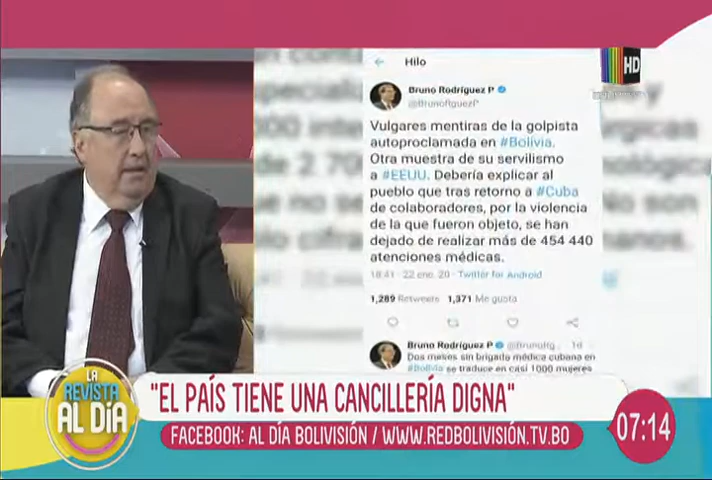 Hilo
HD
Bruno Rodríguez P
@BrunoRguezP
Vulgares mentiras de la golpista
autoproclamada en #Bolivia.
Otra muestra de su servilismo
a #EEUU. Debería explicar al
pueblo que tras retorno a #Cuba
de colaboradores, por la violencia
de la que fueron objeto, se han
dejado de realizar más de 454 440
atenciones médicas.
18:41 · 22 ene. 20 · Twitter for Android
1,289 Retweets 1,371 Me gusta
Bruno Rodríguez P @BrunoRg... · 1d
Dos meses sin brigada médica cubana en
#Bolivia se traduce en casi 1000 mujeres
LA
REVISTA
AL DÍA
"EL PAÍS TIENE UNA CANCILLERÍA DIGNA"
FACEBOOK: AL DÍA BOLIVISIÓN / WWW.REDBOLIVISIÓN.TV.BO
07:14